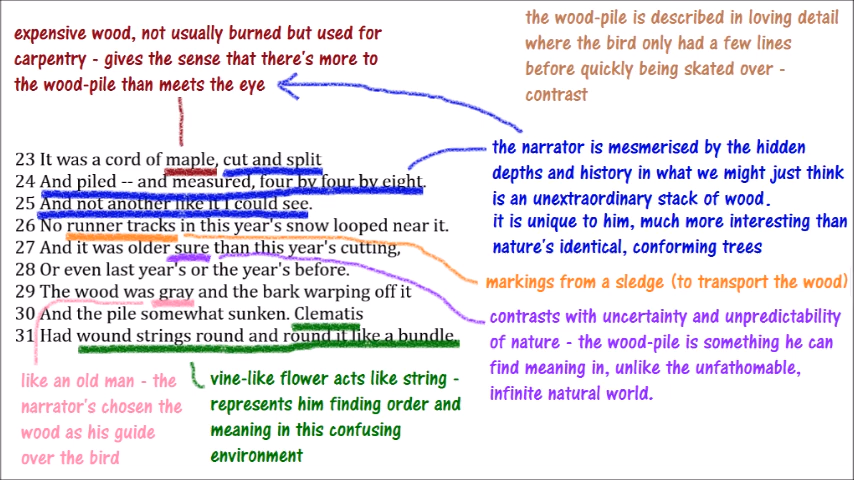 expensive wood, not usually burned but used for
carpentry - gives the sense that there's more to
the wood-pile than meets the eye
the wood-pile is described in loving detail
where the bird only had a few lines
before quickly being skated over -
contrast
23 It was a cord of maple, cut and split
24 And piled -- and measured, four by four by eight.
25 And not another like it I could see.
26 No runner tracks in this year's snow looped near it.
27 And it was older sure than this year's cutting,
28 Or even last year's or the year's before.
29 The wood was gray and the bark warping off it
30 And the pile somewhat sunken. Clematis
31 Had wound strings round and round it like a bundle.
the narrator is mesmerised by the hidden
depths and history in what we might just think
is an unextraordinary stack of wood.
it is unique to him, much more interesting than
nature's identical, conforming trees
markings from a sledge (to transport the wood)
contrasts with uncertainty and unpredictability
of nature - the wood-pile is something he can
find meaning in, unlike the unfathomable,
infinite natural world.
like an old man - the
narrator's chosen the
wood as his guide
over the bird
vine-like flower acts like string -
represents him finding order and
meaning in this confusing
environment